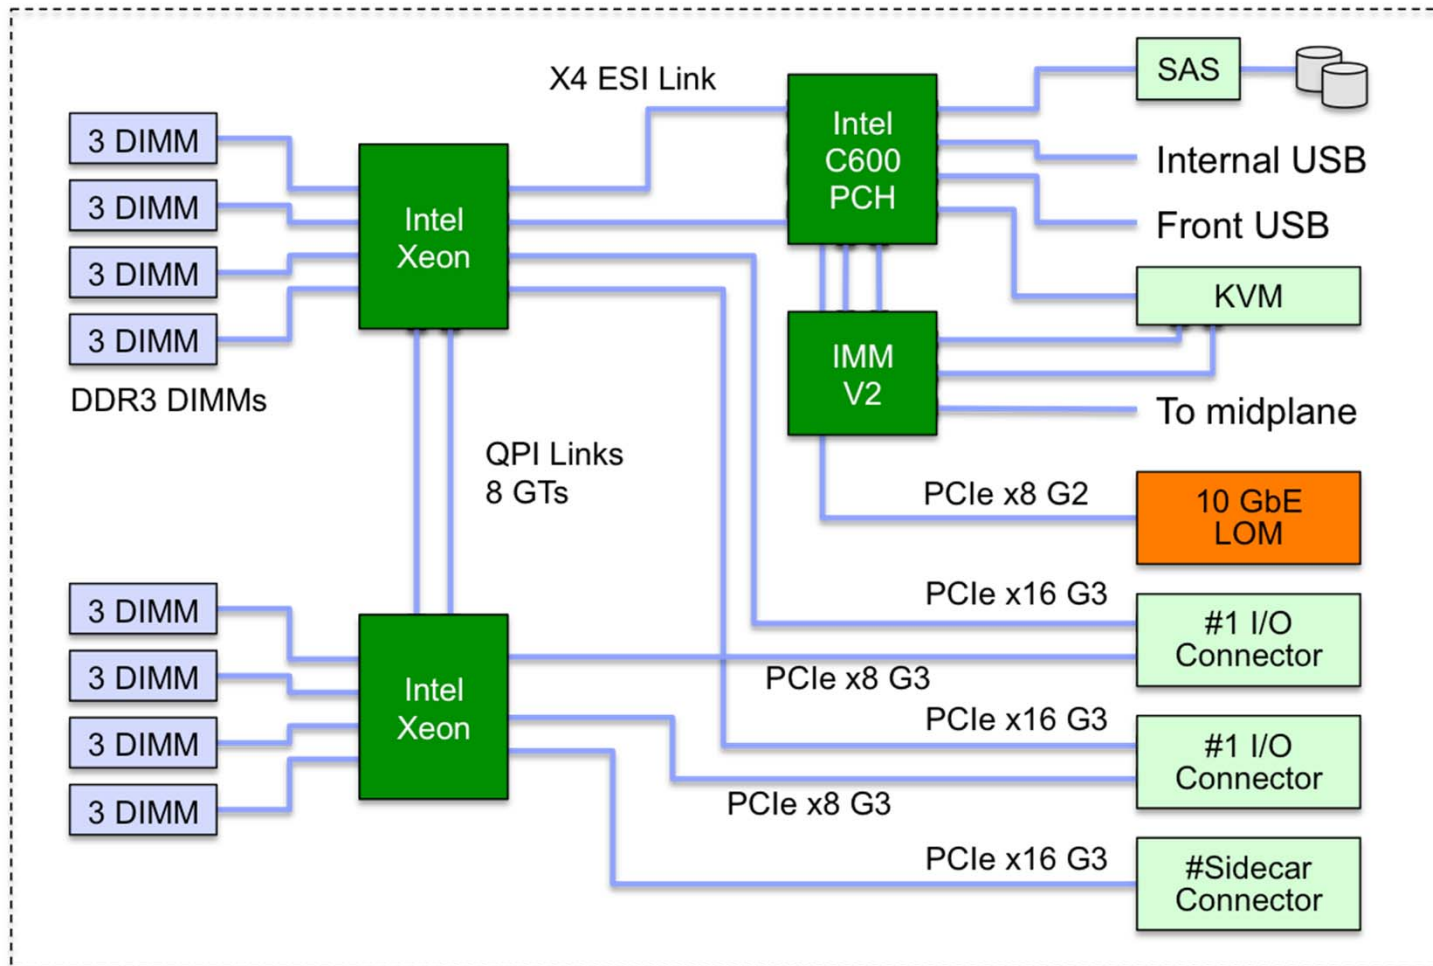 X4 ESI Link
SAS
3 DIMM
3 DIMM
3 DIMM
3 DIMM
DDR3 DIMMs
Intel
Xeon
Intel
C600
PCH
Internal USB
Front USB
KVM
IMM
V2
To midplane
QPI Links
8 GTs
PCIe x8 G2
10 GbE
LOM
3 DIMM
3 DIMM
3 DIMM
3 DIMM
Intel
Xeon
PCIe x16 G3
#1 I/O
Connector
PCIe x8 G3
PCIe x16 G3
#1 I/O
Connector
PCIe x8 G3
PCIe x16 G3
#Sidecar
Connector